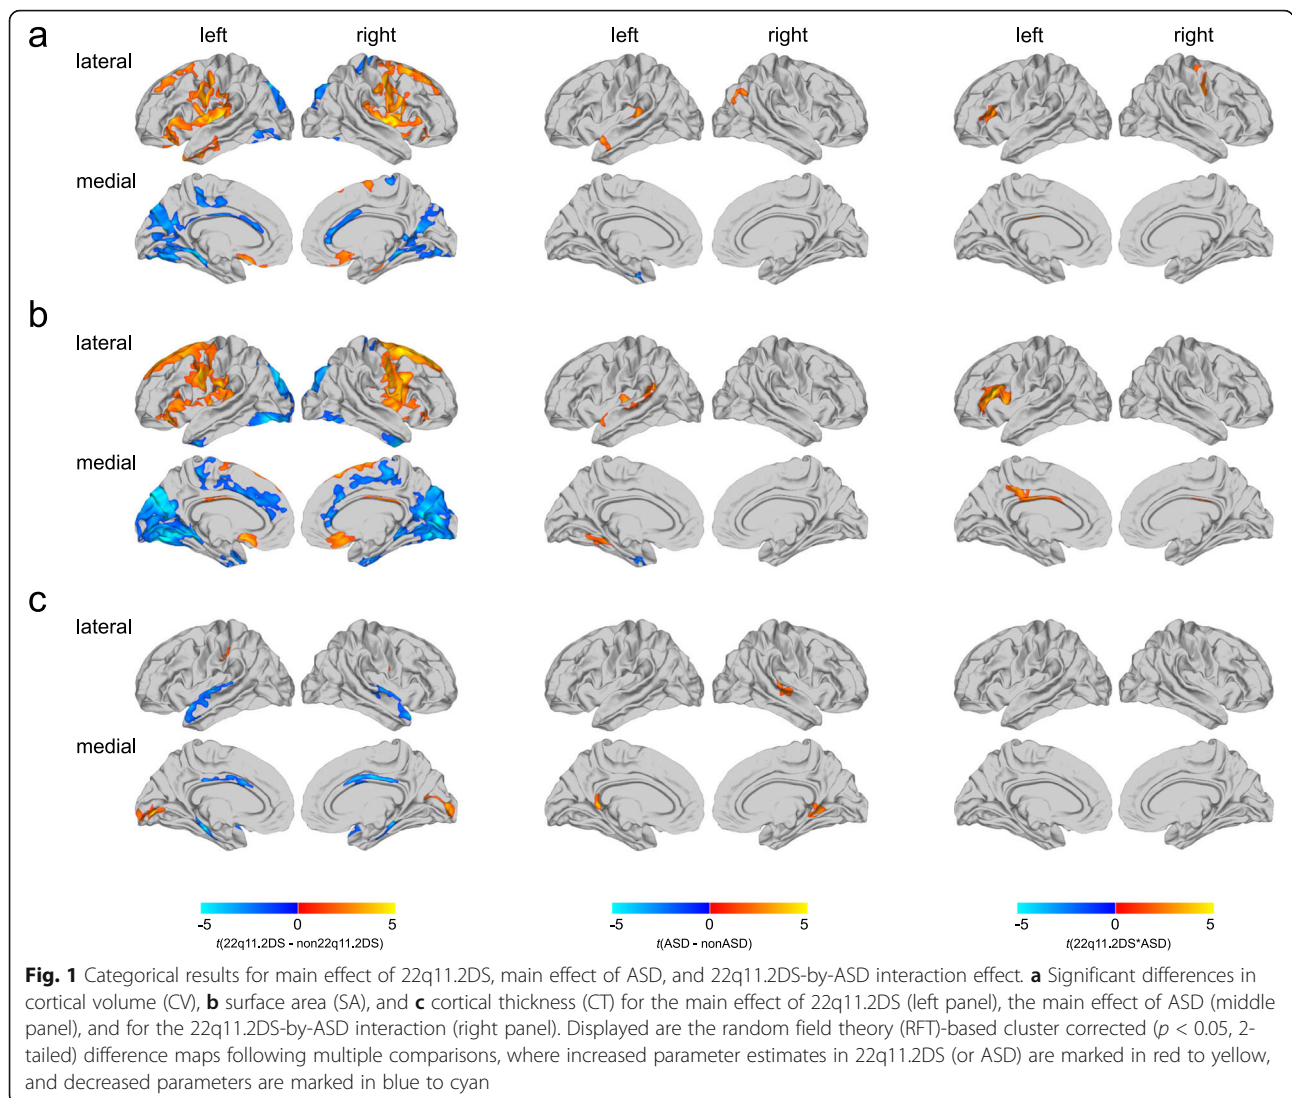 a
left
right
left
right
left
right
lateral
medial
b
lateral
medial
c
lateral
medial
-5 0 5
t(22q11.2DS - non22q11.2DS)
-5 0 5
t(ASD - nonASD)
-5 0 5
t(22q11.2DS*ASD)
Fig. 1 Categorical results for main effect of 22q11.2DS, main effect of ASD, and 22q11.2DS-by-ASD interaction effect. a Significant differences in
cortical volume (CV), b surface area (SA), and c cortical thickness (CT) for the main effect of 22q11.2DS (left panel), the main effect of ASD (middle
panel), and for the 22q11.2DS-by-ASD interaction (right panel). Displayed are the random field theory (RFT)-based cluster corrected (p < 0.05, 2-
tailed) difference maps following multiple comparisons, where increased parameter estimates in 22q11.2DS (or ASD) are marked in red to yellow,
and decreased parameters are marked in blue to cyan